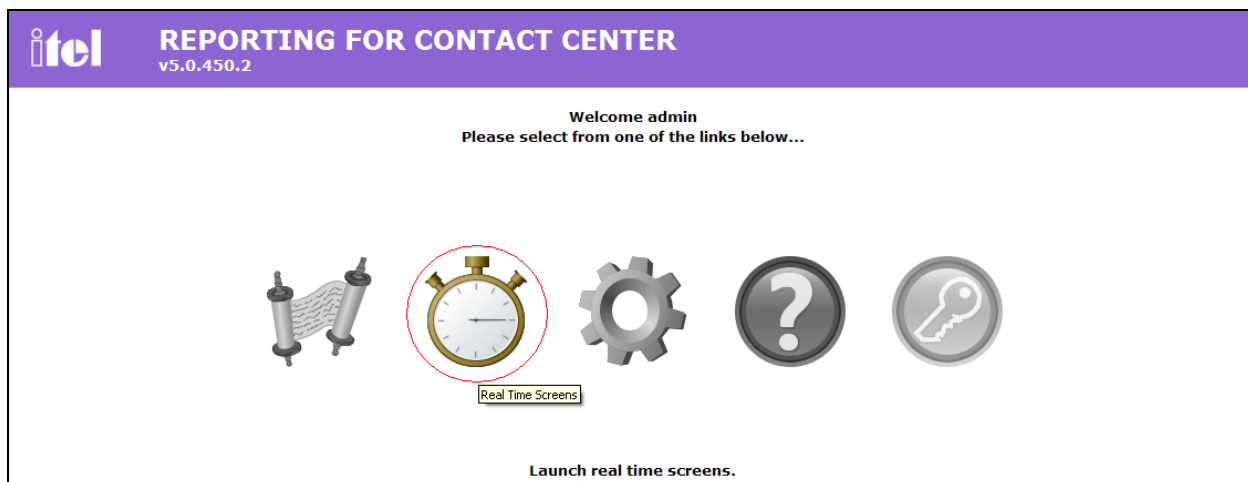 itel
REPORTING FOR CONTACT CENTER
v5.0.450.2
Welcome admin
Please select from one of the links below...
?
Real Time Screens
Launch real time screens.